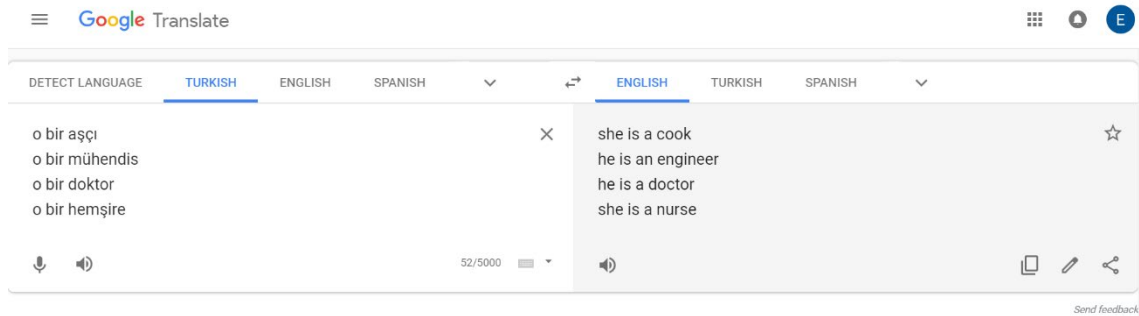 Google Translate
E
DETECT LANGUAGE TURKISH ENGLISH SPANISH
ENGLISH TURKISH SPANISH
o bir aşçı
o bir mühendis
o bir doktor
o bir hemşire
52/5000
she is a cook
he is an engineer
he is a doctor
she is a nurse
Send feedback